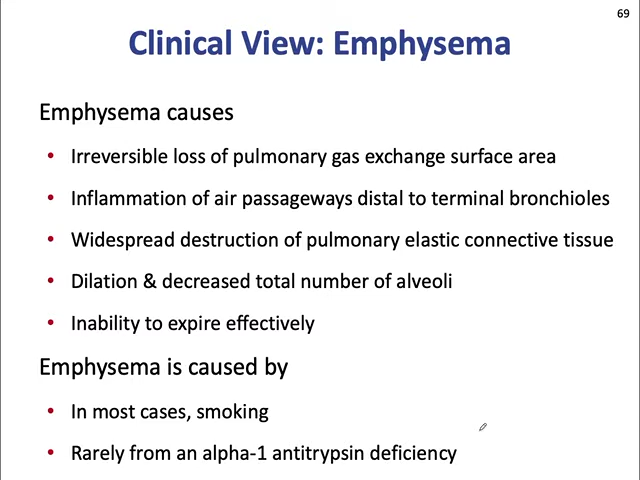 69
Clinical View: Emphysema
Emphysema causes
• Irreversible loss of pulmonary gas exchange surface area
• Inflammation of air passageways distal to terminal bronchioles
• Widespread destruction of pulmonary elastic connective tissue
• Dilation & decreased total number of alveoli
• Inability to expire effectively
Emphysema is caused by
• In most cases, smoking
• Rarely from an alpha-1 antitrypsin deficiency